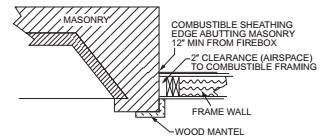 MASONRY
COMBUSTIBLE SHEATHING
EDGE ABUTTING MASONRY
12" MIN FROM FIREBOX
2" CLEARANCE (AIRSPACE)
TO COMBUSTIBLE FRAMING
FRAME WALL
WOOD MANTEL